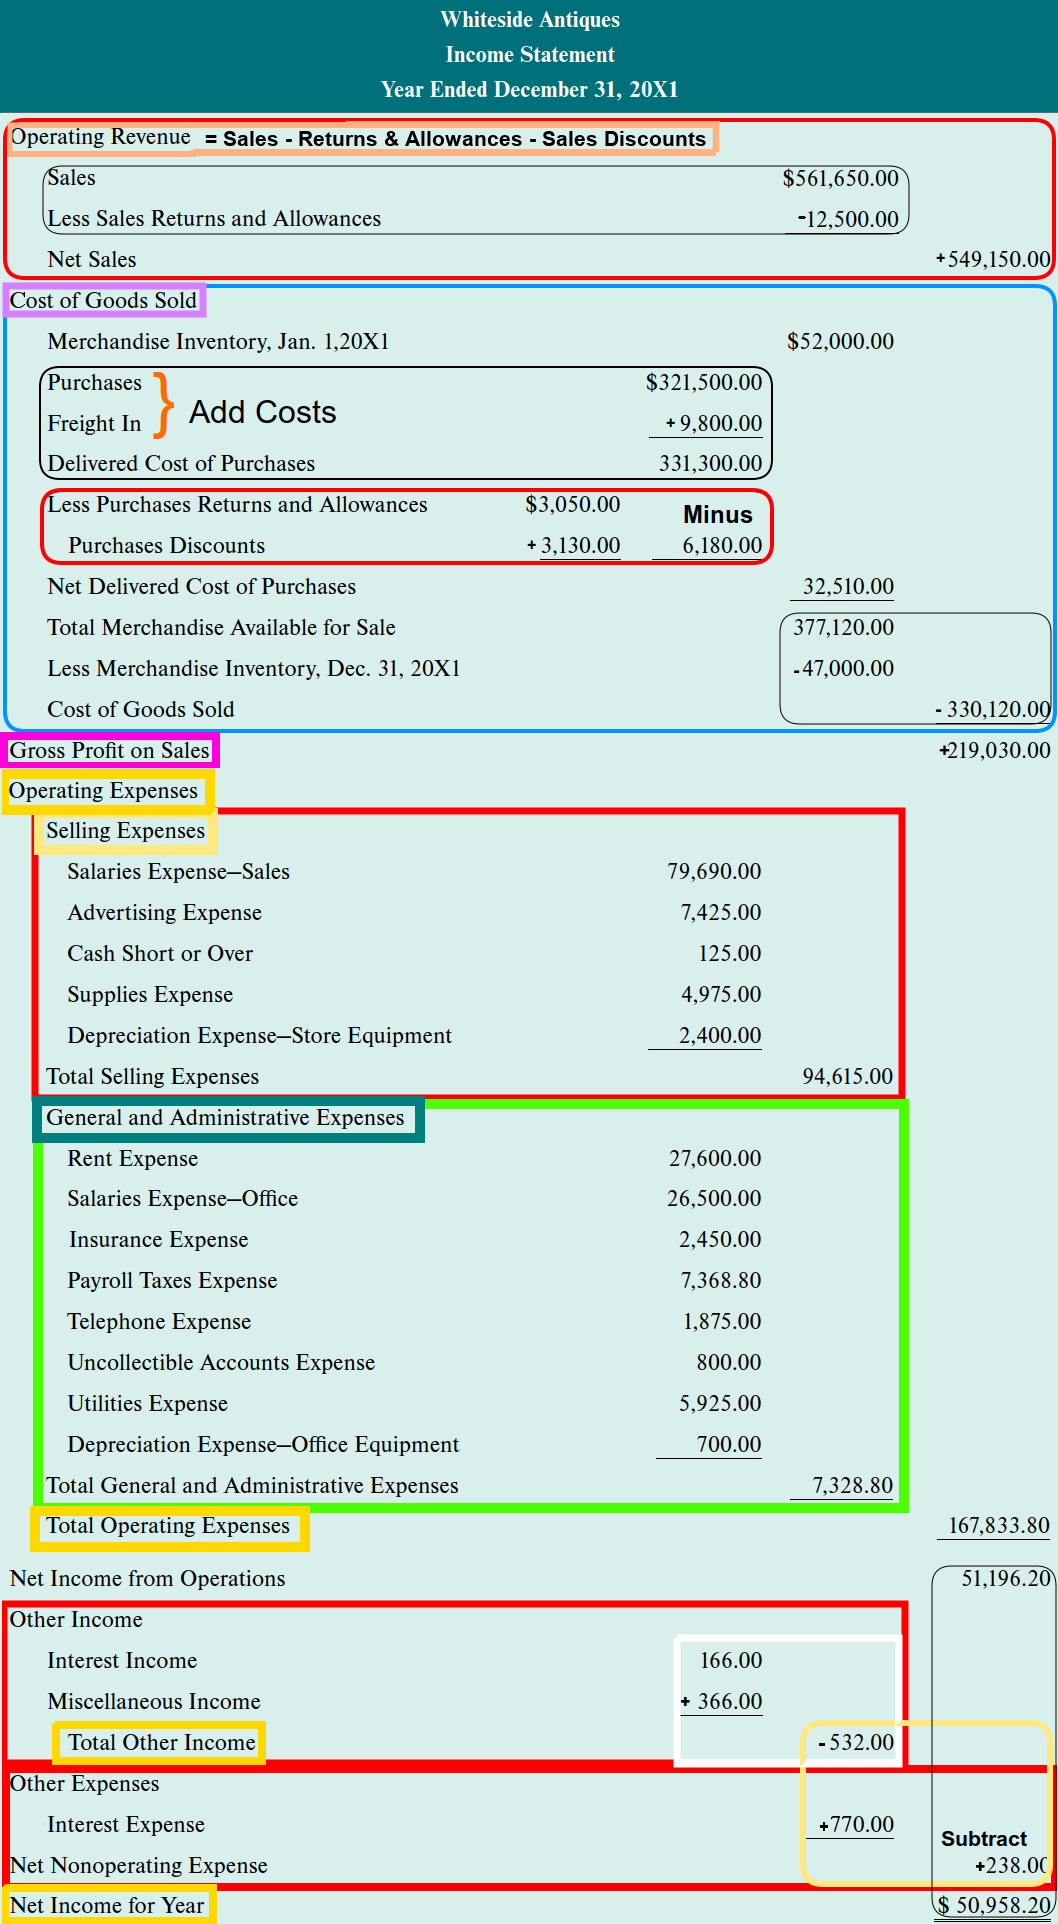 Whiteside Antiques
Income Statement
Year Ended December 31, 20X1
Operating Revenue = Sales - Returns & Allowances - Sales Discounts
Sales $561,650.00
Less Sales Returns and Allowances -12,500.00
Net Sales +549,150.00
Cost of Goods Sold
Merchandise Inventory, Jan. 1,20X1 $52,000.00
Purchases $321,500.00
} Add Costs
Freight In + 9,800.00
Delivered Cost of Purchases 331,300.00
Less Purchases Returns and Allowances $3,050.00 Minus
Purchases Discounts + 3,130.00 6,180.00
Net Delivered Cost of Purchases 32,510.00
Total Merchandise Available for Sale 377,120.00
Less Merchandise Inventory, Dec. 31, 20X1 -47,000.00
Cost of Goods Sold - 330,120.00
Gross Profit on Sales +219,030.00
Operating Expenses
Selling Expenses
Salaries Expense—Sales 79,690.00
Advertising Expense 7,425.00
Cash Short or Over 125.00
Supplies Expense 4,975.00
Depreciation Expense—Store Equipment 2,400.00
Total Selling Expenses 94,615.00
General and Administrative Expenses
Rent Expense 27,600.00
Salaries Expense—Office 26,500.00
Insurance Expense 2,450.00
Payroll Taxes Expense 7,368.80
Telephone Expense 1,875.00
Uncollectible Accounts Expense 800.00
Utilities Expense 5,925.00
Depreciation Expense—Office Equipment 700.00
Total General and Administrative Expenses 7,328.80
Total Operating Expenses 167,833.80
Net Income from Operations 51,196.20
Other Income
Interest Income 166.00
Miscellaneous Income + 366.00
Total Other Income -532.00
Other Expenses
Interest Expense +770.00
Subtract
Net Nonoperating Expense +238.00
Net Income for Year $ 50,958.20